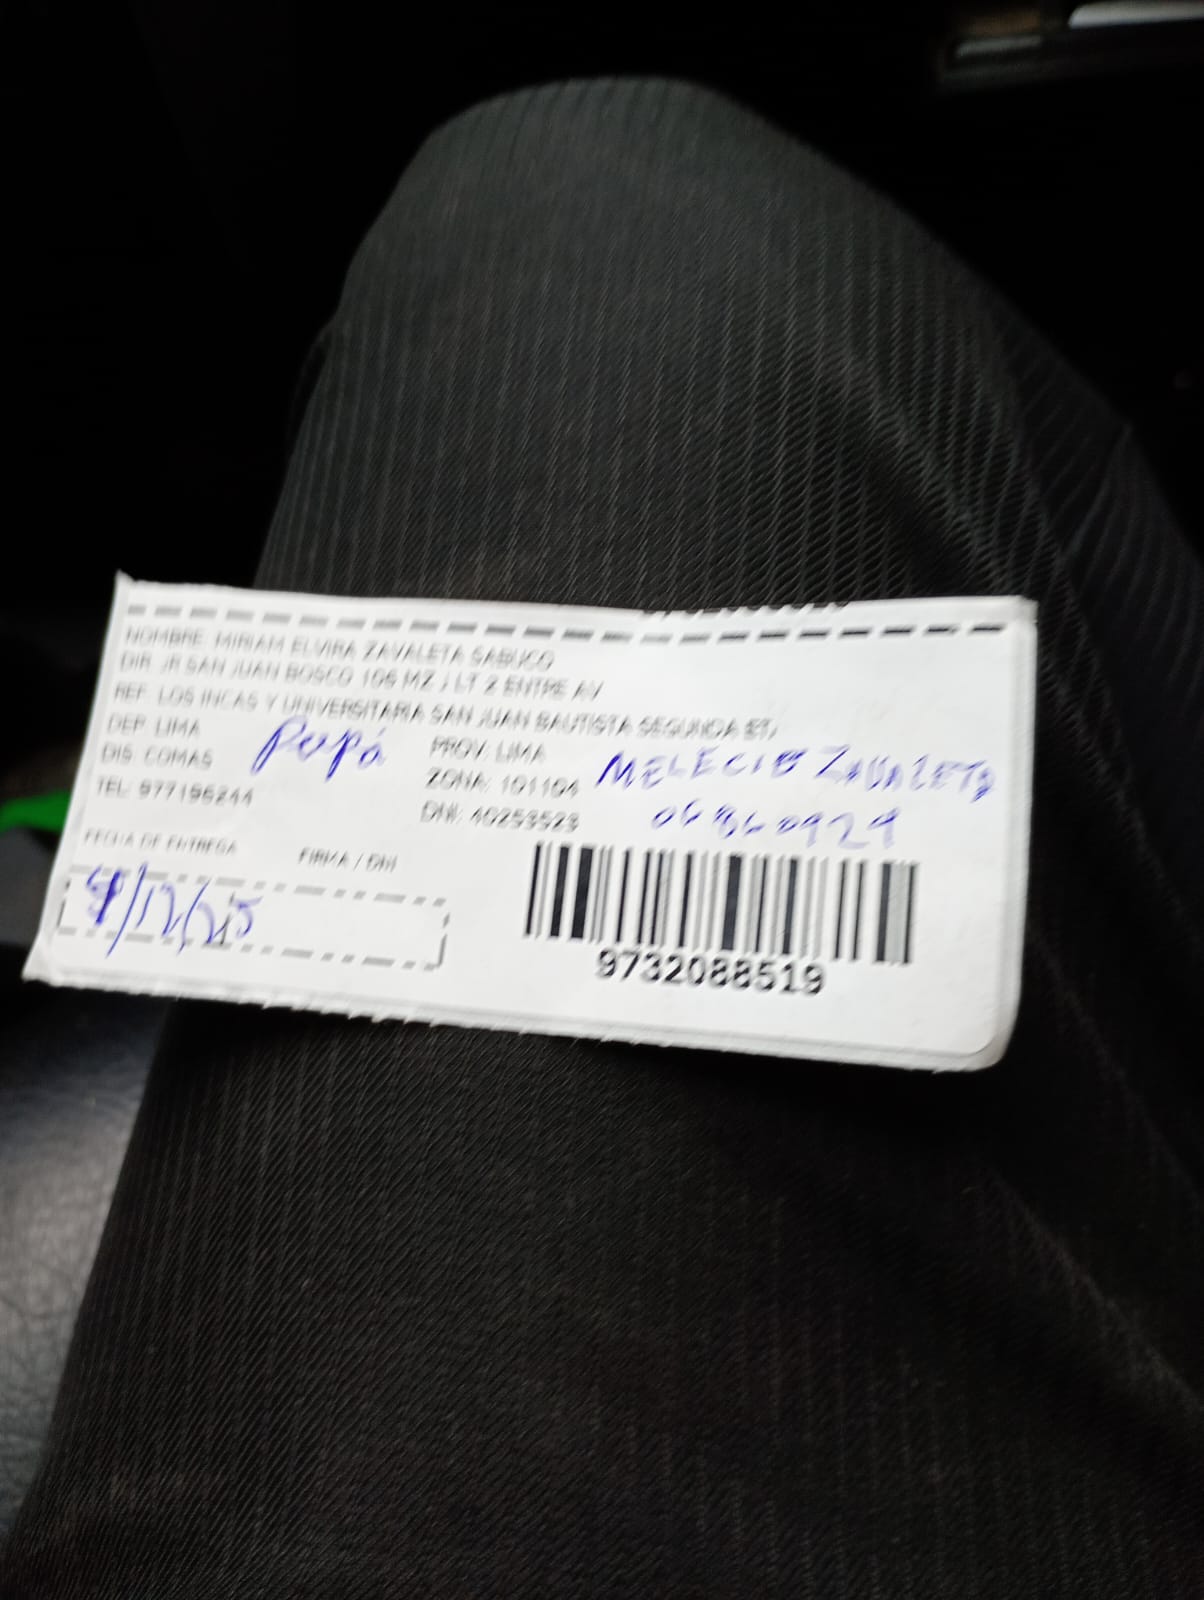 NOMBRE: MIRIAM ELVIRA ZAVALETA SABUCO
DIR. JR SAN JUAN BOSCO 106 MZ J LT 2 ENTRE AV
REF. LOS INCAS Y UNIVERSITARIA SAN JUAN BAUTISTA SEGUNDA ET,
DEP. LIMA
PROV. LIMA
DIS. COMAS
Papá
ZONA: 101104
MELECIO ZAVALETA
TEL: 977196244
DNI: 40253523
FECHA DE ENTREGA
FIRMA / DNI
/12/25
9732088519